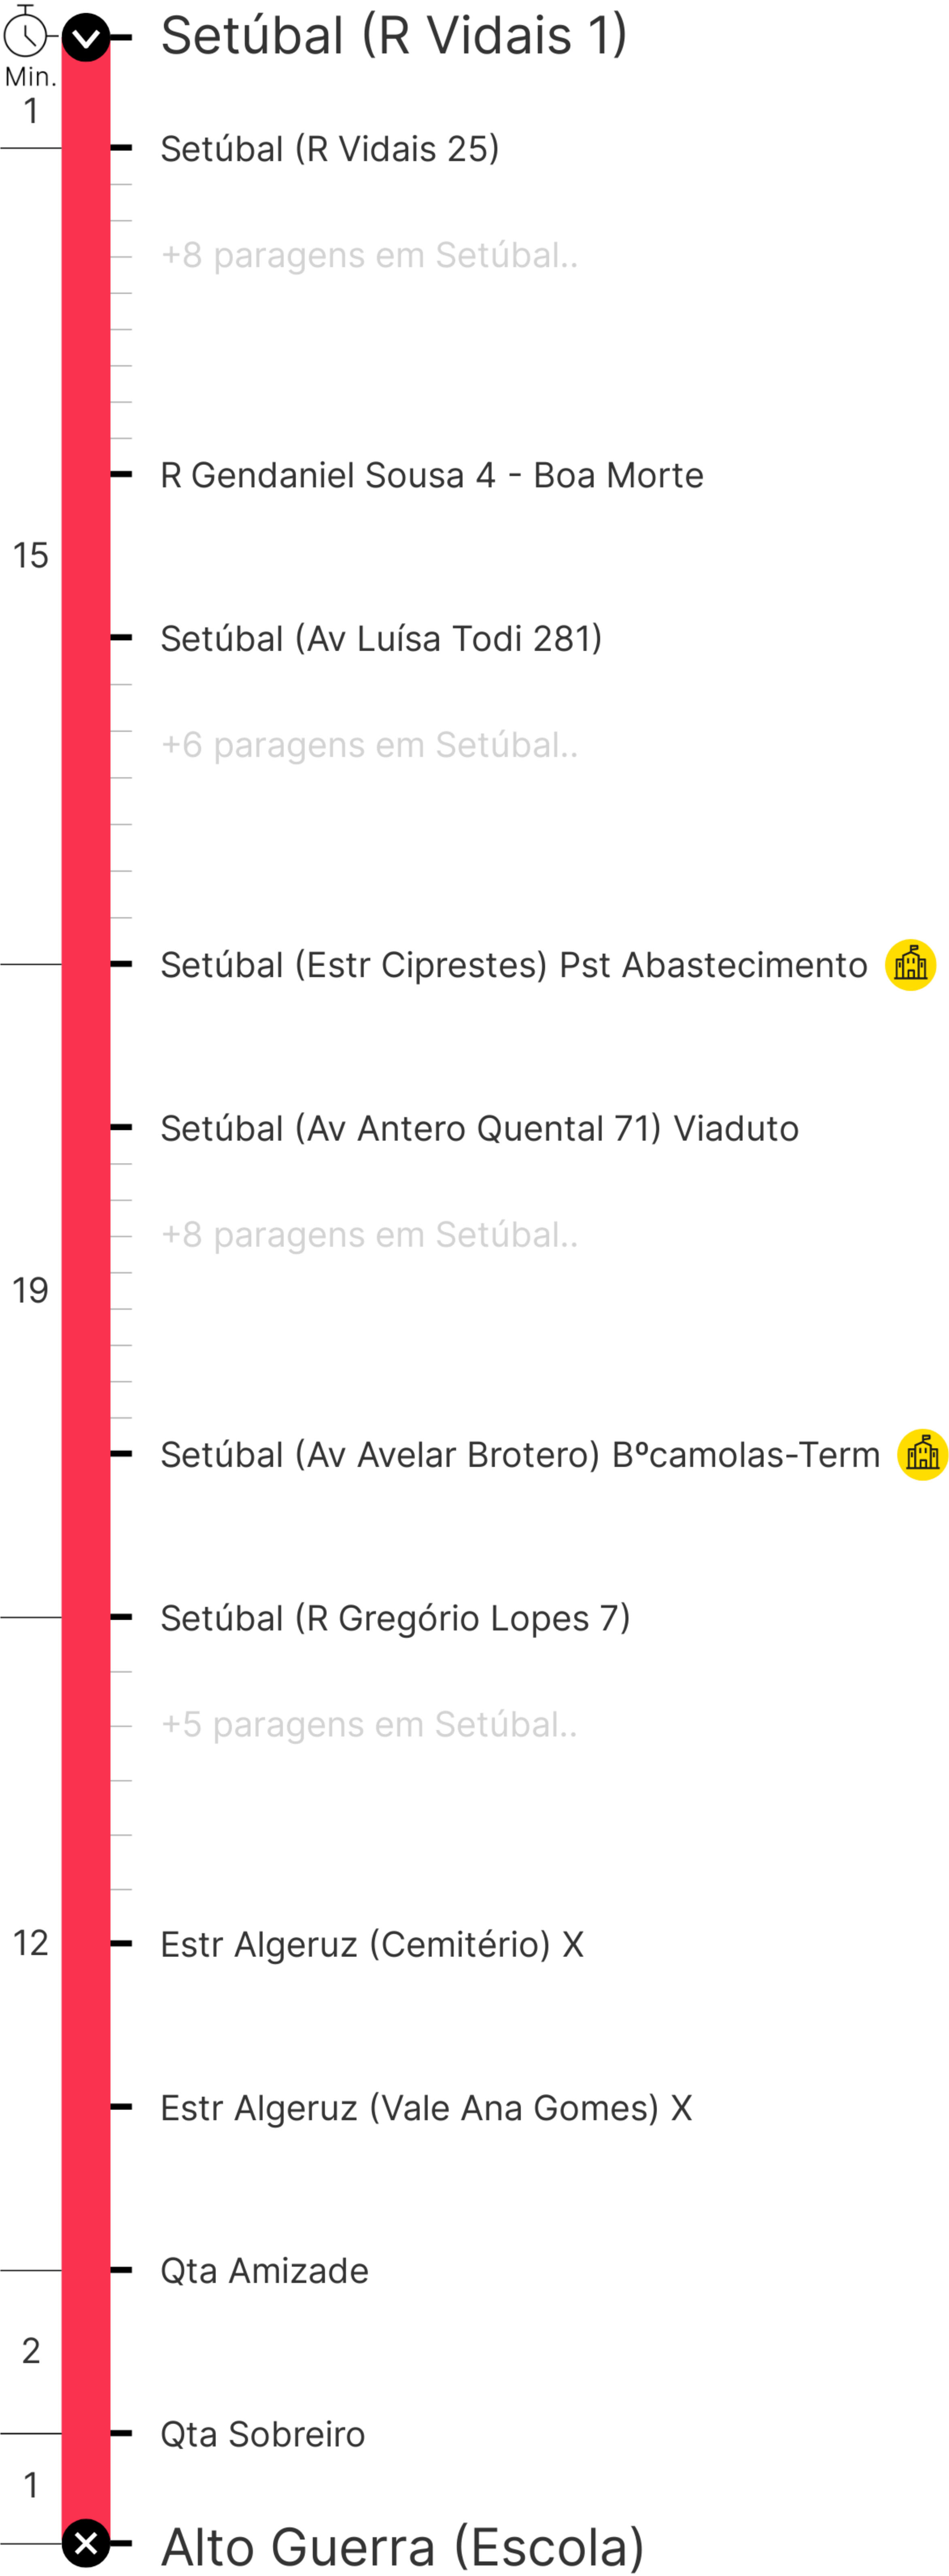 Setúbal (R Vidais 1)
Min.
1
Setúbal (R Vidais 25)
+8 paragens em Setúbal..
R Gendaniel Sousa 4 - Boa Morte
15
Setúbal (Av Luísa Todi 281)
+6 paragens em Setúbal..
Setúbal (Estr Ciprestes) Pst Abastecimento
Setúbal (Av Antero Quental 71) Viaduto
+8 paragens em Setúbal..
19
Setúbal (Av Avelar Brotero) Bºcamolas-Term
Setúbal (R Gregório Lopes 7)
+5 paragens em Setúbal..
12
Estr Algeruz (Cemitério) X
Estr Algeruz (Vale Ana Gomes) X
Qta Amizade
2
Qta Sobreiro
1
Alto Guerra (Escola)